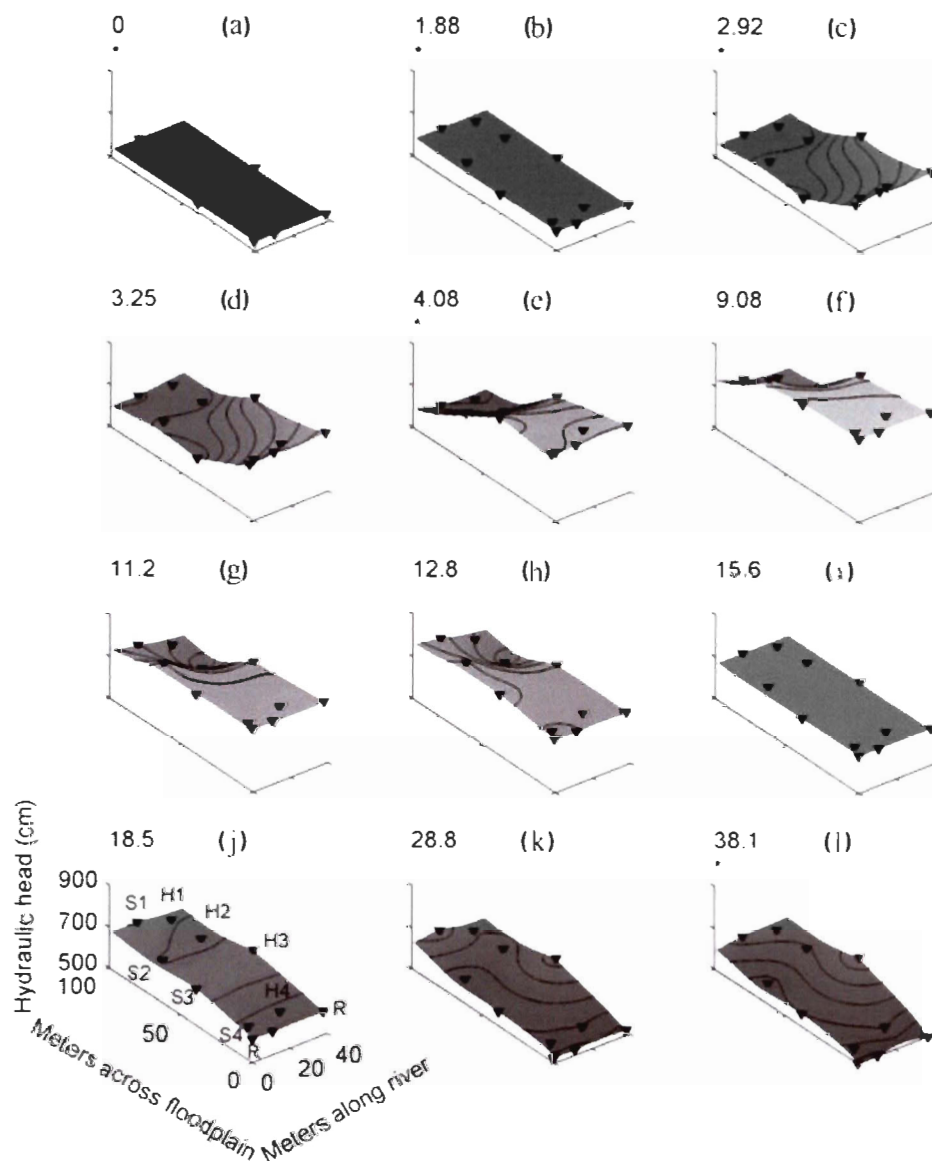 0 (a) 1.88 (b) 2.92 (c)
3.25 (d) 4.08 (e) 9.08 (f)
11.2 (g) 12.8 (h) 15.6
18.5 (j) 28.8 (k) 38.1 (l)
Hydraulic head (cm)
900
700
500
100
50
0
0
20
40
S1 H1
H2
H3
S2
S3
H4
S4
R
R
Meters across floodplain
Meters along river